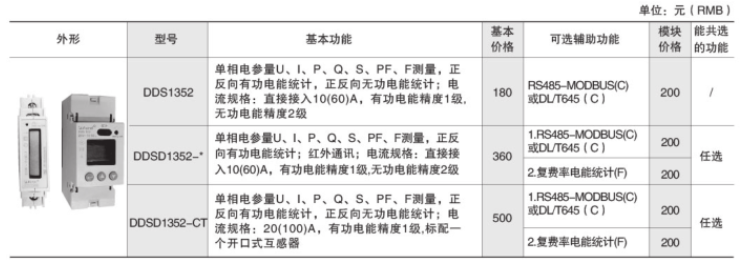 单位：元（RMB）
外形
型号
基本功能
基本
价格
可选辅助功能
模块
价格
能共选
的功能
DDS1352
单相电参量U、I、P、Q、S、PF、F测量，正
反向有功电能统计，正反向无功电能统计；电
流规格：直接接入10(60)A，有功电能精度1级，
无功电能精度2级
180
RS485-MODBUS(C)
或DL/T645（C）
200
/
DDSD1352-*
单相电参量U、I、P、Q、S、PF、F测量，正反
向有功电能统计；红外通讯；电流规格：直接接
入10(60)A，有功电能精度1级,无功电能精度2级
360
1.RS485-MODBUS(C)
或DL/T645（C）
200
2.复费率电能统计(F)
200
任选
DDSD1352-CT
单相电参量U、I、P、Q、S、PF、F测量，正
反向有功电能统计，正反向无功电能统计；电
流规格：20(100)A，有功电能精度1级,标配一
个开口式互感器
500
1.RS485-MODBUS(C)
或DL/T645（C）
200
2.复费率电能统计(F)
200
任选